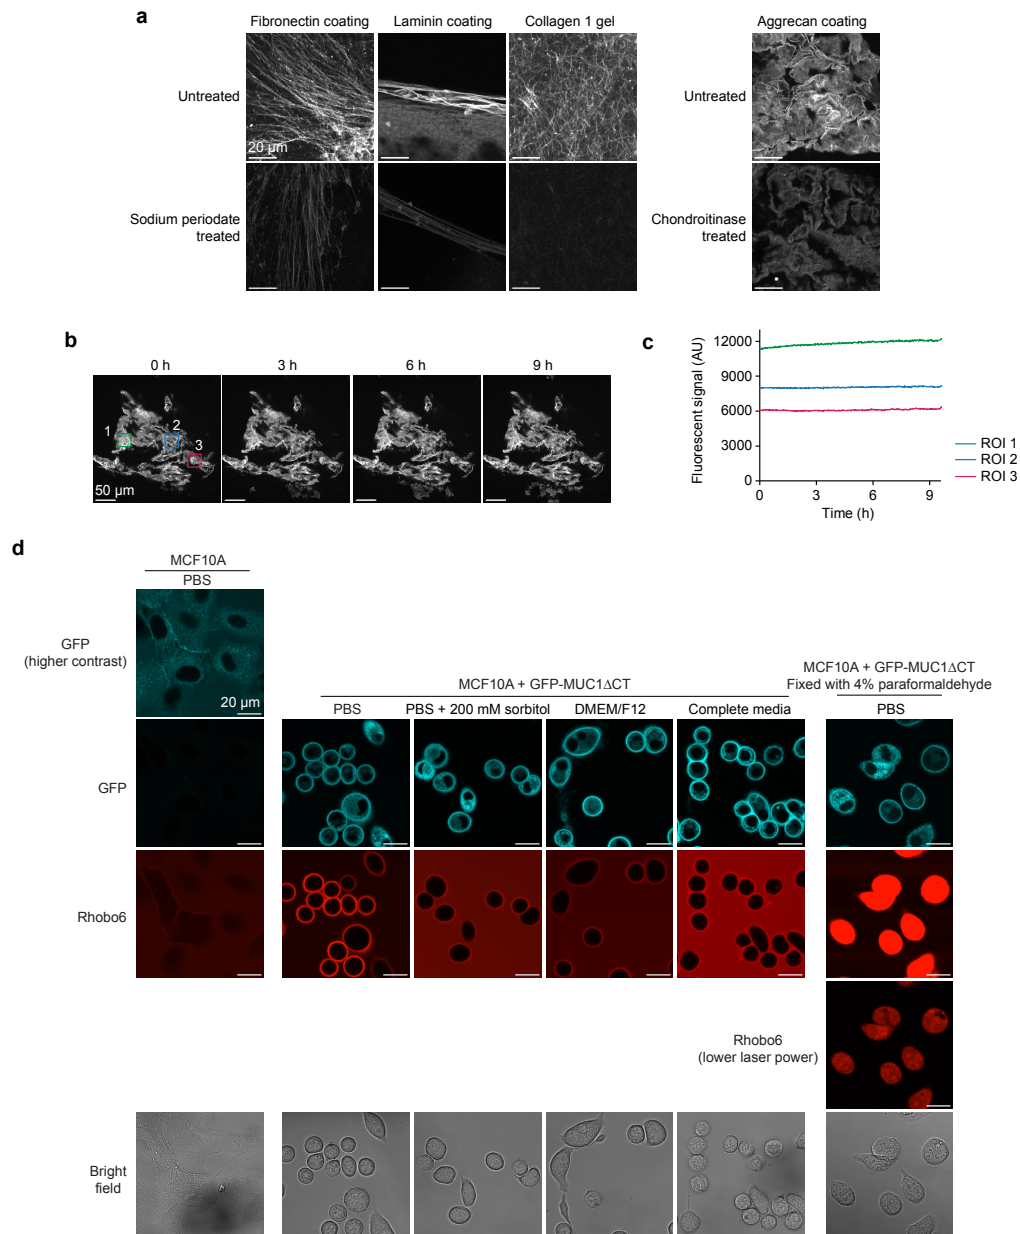 a
Fibronectin coating
Laminin coating
Collagen 1 gel
Aggrecan coating
Untreated
20 µm
Untreated
Sodium periodate
treated
Chondroitinase
treated
b
0 h
3 h
6 h
9 h
1
2
3
50 µm
c
Fluorescent signal (AU)
12000
9000
6000
3000
0
0
3
6
9
Time (h)
ROI 1
ROI 2
ROI 3
d
MCF10A
PBS
GFP
(higher contrast)
20 µm
MCF10A + GFP-MUC1ΔCT
PBS
PBS + 200 mM sorbitol
DMEM/F12
Complete media
MCF10A + GFP-MUC1ΔCT
Fixed with 4% paraformaldehyde
PBS
GFP
Rhobo6
Rhobo6
(lower laser power)
Bright
field